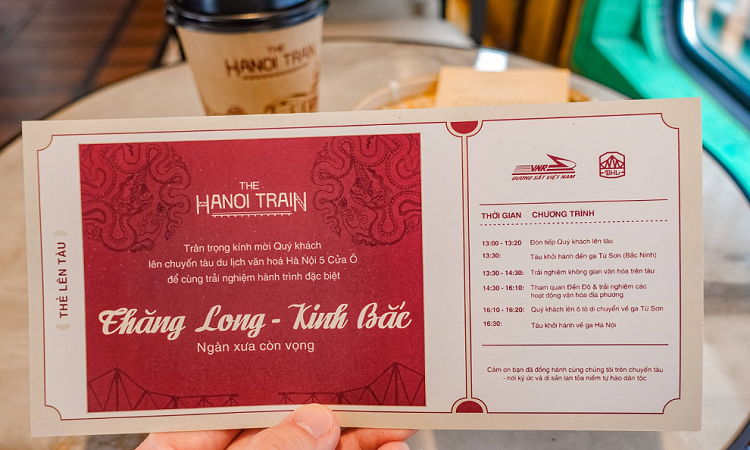 THE
HANOI TRAIN
THẺ LÊN TÀU
THE
HANOI TRAIN
Trân trọng kính mời Quý khách
lên chuyến tàu du lịch văn hoá Hà Nội 5 Cửa Ô
để cùng trải nghiệm hành trình đặc biệt
Thăng Long - Kinh Bắc
Ngàn xưa còn vọng
VNR
ĐƯỜNG SẮT VIỆT NAM
BHL
THỜI GIAN CHƯƠNG TRÌNH
13:00 - 13:20 Đón tiếp Quý khách lên tàu
13:30: Tàu khởi hành đến ga Từ Sơn (Bắc Ninh)
13:30 - 14:30: Trải nghiệm không gian văn hóa trên tàu
14:30 - 16:10: Tham quan Đền Đô & trải nghiệm các
hoạt động văn hóa địa phương
16:10 - 16:20: Quý khách lên ô tô di chuyển về ga Từ Sơn
16:30: Tàu khởi hành về ga Hà Nội
Cảm ơn bạn đã đồng hành cùng chúng tôi trên chuyến tàu
- nơi ký ức và di sản lan tỏa niềm tự hào dân tộc